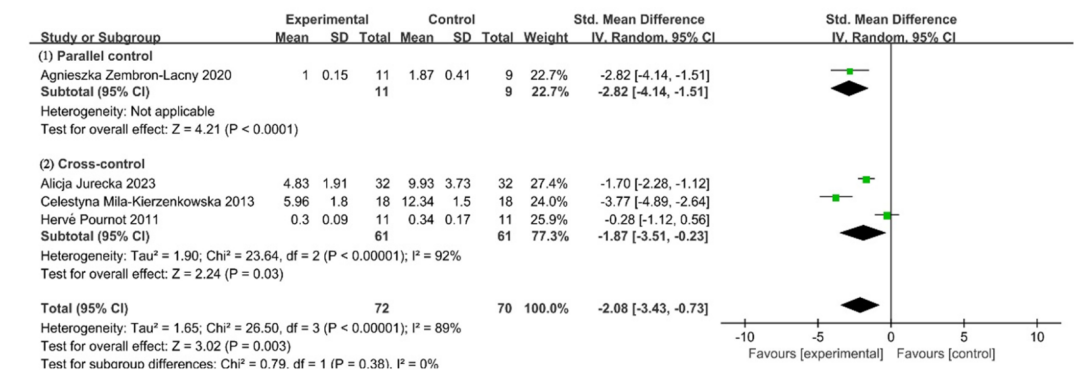 Experimental Control Std. Mean Difference Std. Mean Difference
Study or Subgroup Mean SD Total Mean SD Total Weight IV, Random, 95% CI IV, Random, 95% CI
(1) Parallel control
Agnieszka Zembron-Lacny 2020 1 0.15 11 1.87 0.41 9 22.7% -2.82 [-4.14, -1.51]
Subtotal (95% CI) 11 9 22.7% -2.82 [-4.14, -1.51]
Heterogeneity: Not applicable
Test for overall effect: Z = 4.21 (P < 0.0001)
(2) Cross-control
Alicja Jurecka 2023 4.83 1.91 32 9.93 3.73 32 27.4% -1.70 [-2.28, -1.12]
Celestyna Mila-Kierzenkowska 2013 5.96 1.8 18 12.34 1.5 18 24.0% -3.77 [-4.89, -2.64]
Hervé Pournot 2011 0.3 0.09 11 0.34 0.17 11 25.9% -0.28 [-1.12, 0.56]
Subtotal (95% CI) 61 61 77.3% -1.87 [-3.51, -0.23]
Heterogeneity: Tau² = 1.90; Chi² = 23.64, df = 2 (P < 0.00001); I² = 92%
Test for overall effect: Z = 2.24 (P = 0.03)
Total (95% CI) 72 70 100.0% -2.08 [-3.43, -0.73]
Heterogeneity: Tau² = 1.65; Chi² = 26.50, df = 3 (P < 0.00001); I² = 89%
Test for overall effect: Z = 3.02 (P = 0.003)
Test for subgroup differences: Chi² = 0.79, df = 1 (P = 0.38), I² = 0%
-10 -5 0 5 10
Favours [experimental] Favours [control]